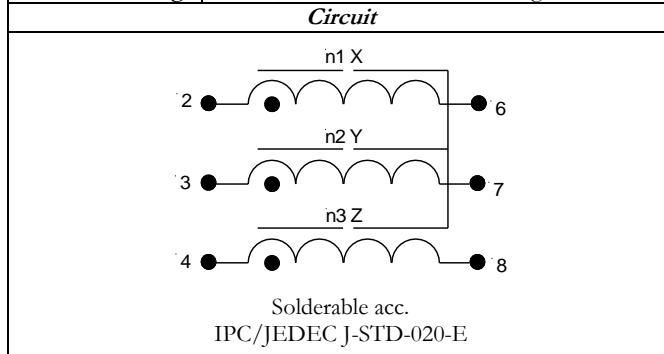 Circuit
n1 X
2
6
n2 Y
3
7
n3 Z
4
8
Solderable acc.
IPC/JEDEC J-STD-020-E